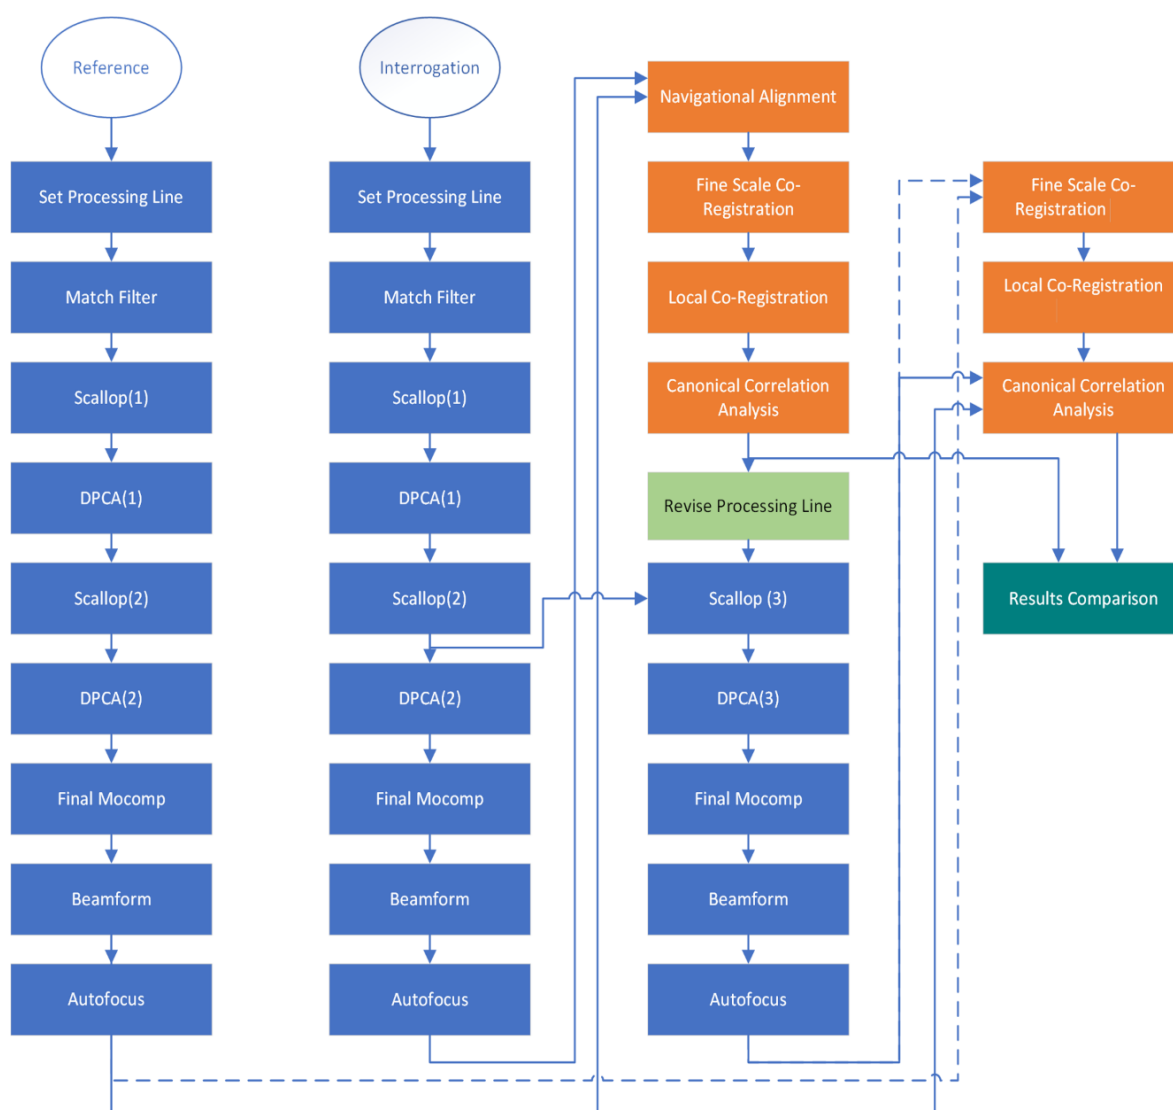 Reference
Set Processing Line
Match Filter
Scallop(1)
DPCA(1)
Scallop(2)
DPCA(2)
Final Mocomp
Beamform
Autofocus
Interrogation
Set Processing Line
Match Filter
Scallop(1)
DPCA(1)
Scallop(2)
DPCA(2)
Final Mocomp
Beamform
Autofocus
Navigational Alignment
Fine Scale Co-
Registration
Local Co-Registration
Canonical Correlation
Analysis
Revise Processing Line
Scallop (3)
DPCA(3)
Final Mocomp
Beamform
Autofocus
Fine Scale Co-
Registration
Local Co-Registration
Canonical Correlation
Analysis
Results Comparison